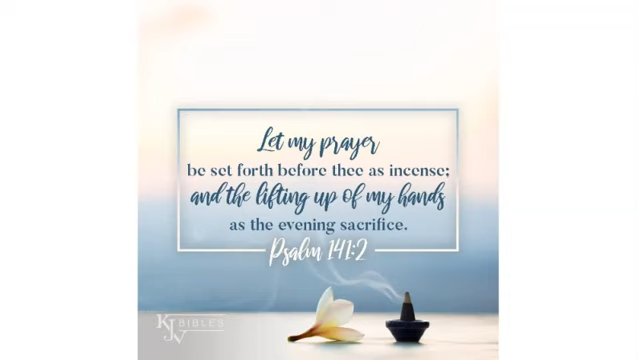 Let my prayer
be set forth before thee as incense;
and the lifting up of my hands
as the evening sacrifice.
Psalm 141:2
KJV BIBLES